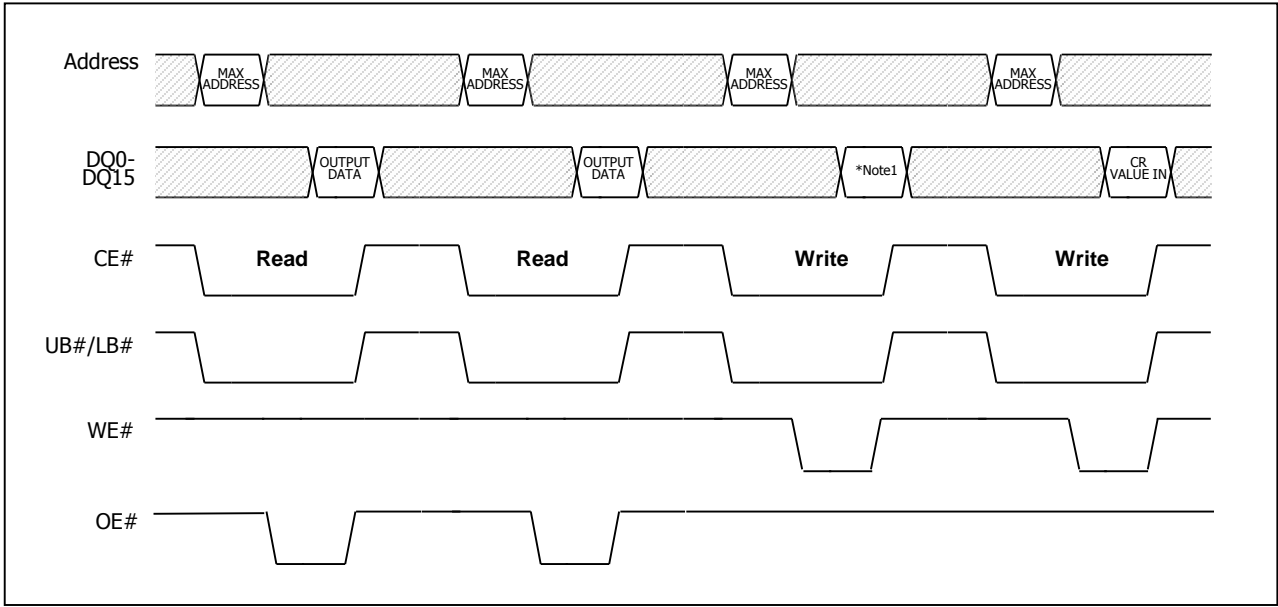 Address
MAX
ADDRESS
MAX
ADDRESS
MAX
ADDRESS
MAX
ADDRESS
DQ0-
DQ15
OUTPUT
DATA
OUTPUT
DATA
*Note1
CR
VALUE IN
CE#
Read
Read
Write
Write
UB#/LB#
WE#
OE#